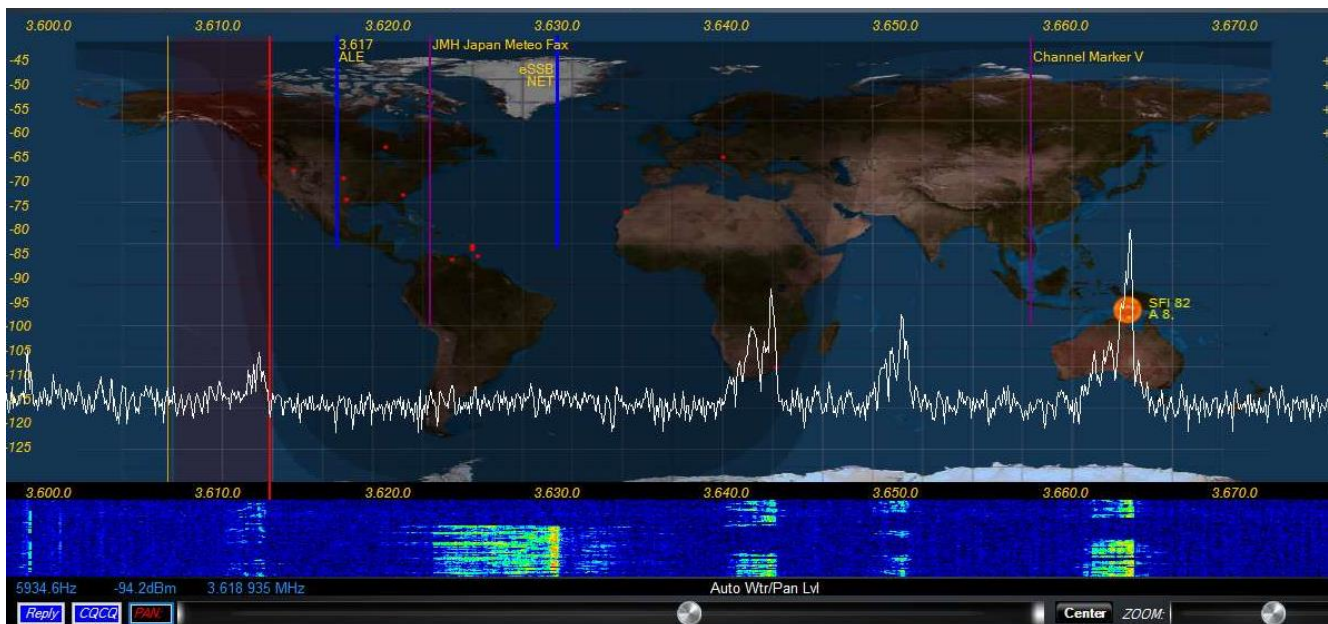 3.600.0 3.610.0 3.620.0 3.630.0 3.640.0 3.650.0 3.660.0 3.670.0
3.617
ALE
JMH Japan Meteo Fax
eSSB
NET
Channel Marker V
-45
-50
-55
-60
-65
-70
-75
-80
-85
-90
-95
-100
-105
-110
-115
-120
-125
SFI 82
A 8,
3.600.0 3.610.0 3.620.0 3.630.0 3.640.0 3.650.0 3.660.0 3.670.0
5934.6Hz -94.2dBm 3.618 935 MHz Auto Wtr/Pan Lvl
Reply CQCQ PAN: Center ZOOM: